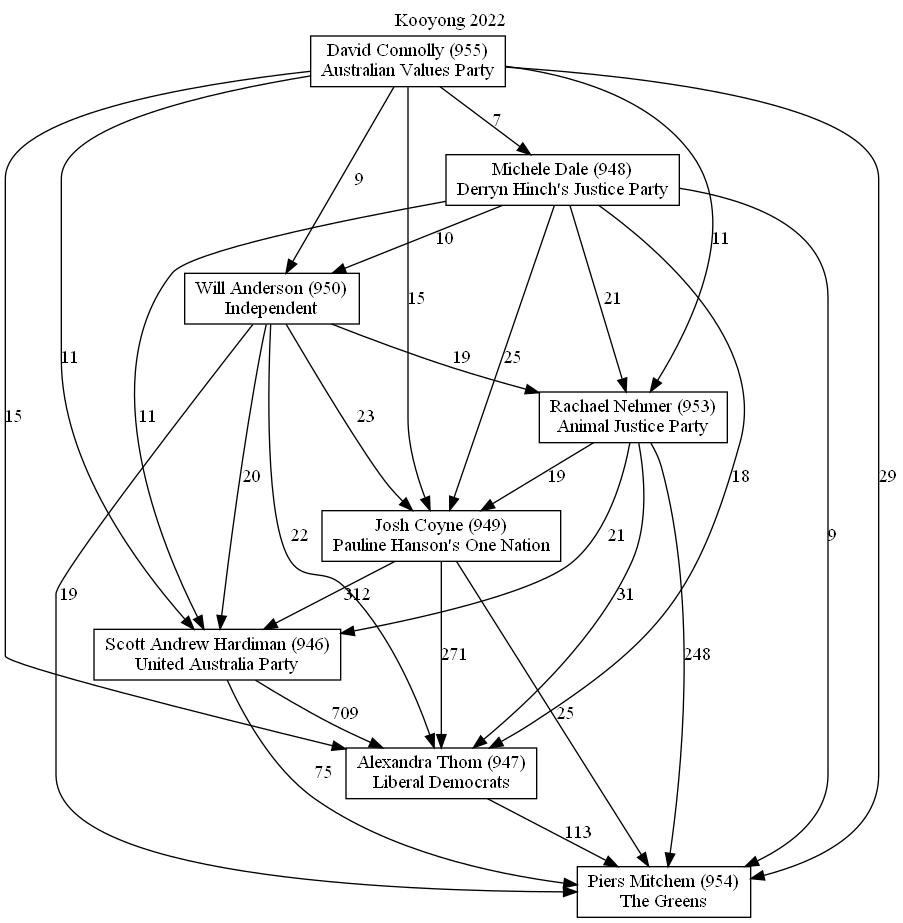 Kooyong 2022
David Connolly (955)
Australian Values Party
7
Michele Dale (948)
Derryn Hinch's Justice Party
9
10
11
Will Anderson (950)
Independent
15
21
25
19
11
11
15
23
Rachael Nehmer (953)
Animal Justice Party
20
19
18
29
Josh Coyne (949)
Pauline Hanson's One Nation
22
21
9
19
312
31
Scott Andrew Hardiman (946)
United Australia Party
271
248
709
25
75
Alexandra Thom (947)
Liberal Democrats
113
Piers Mitchem (954)
The Greens